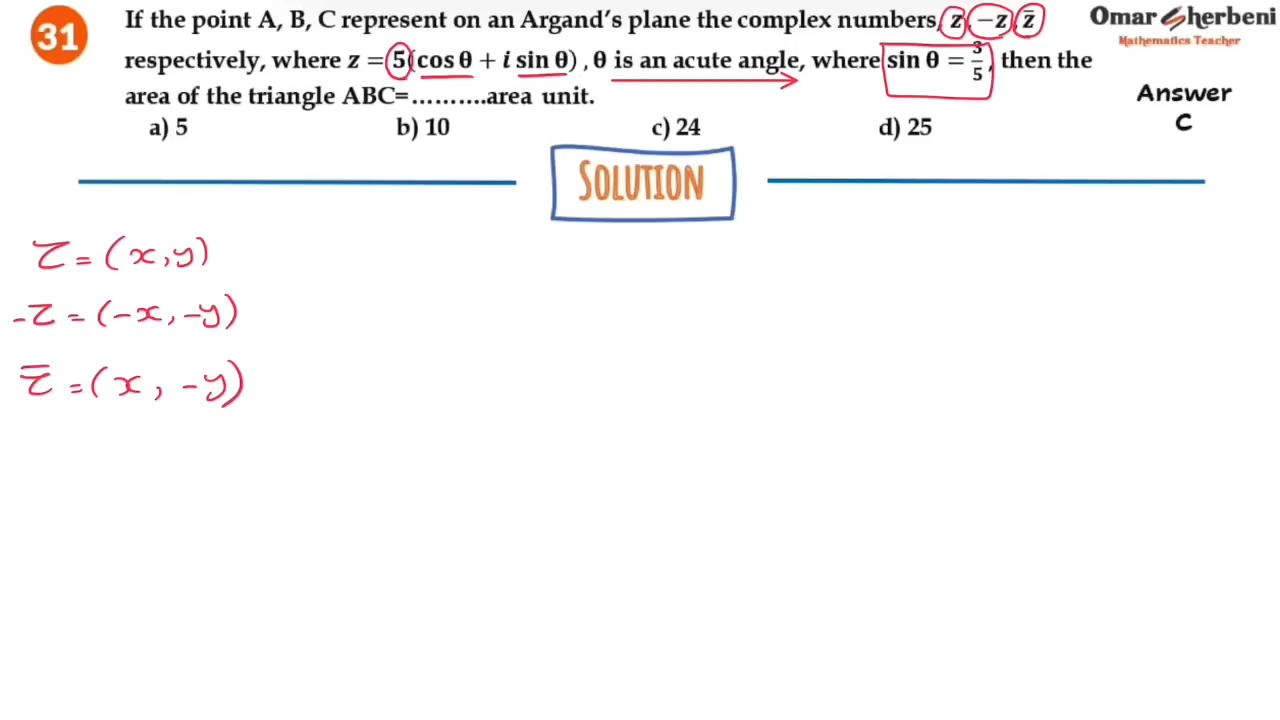 31
If the point A, B, C represent on an Argand's plane the complex numbers, z, −z, z̄
respectively, where z = 5(cos θ + i sin θ), θ is an acute angle, where sin θ = 3/5, then the
area of the triangle ABC=..........area unit.
a) 5 b) 10 c) 24 d) 25
Omar Sherbeni
Mathematics Teacher
Answer
C
SOLUTION
z = (x, y)
-z = (-x, -y)
z̄ = (x, -y)